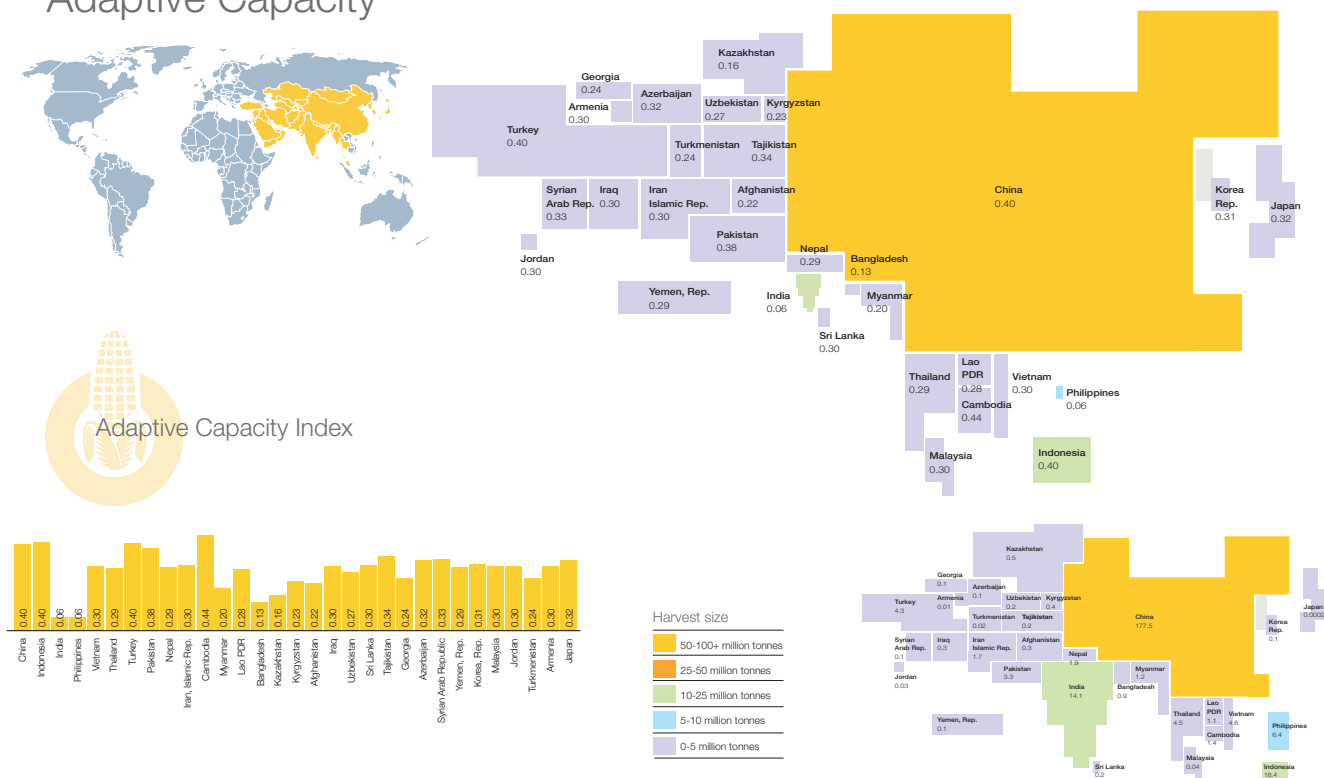 Adaptive Capacity
Kazakhstan
0.16
Georgia
0.24
Azerbaijan
0.32
Armenia
0.30
Uzbekistan
0.27
Kyrgyzstan
0.23
Turkey
0.40
Turkmenistan
0.24
Tajikistan
0.34
Syrian
Arab Rep.
0.33
Iraq
0.30
Iran
Islamic Rep.
0.30
Afghanistan
0.22
China
0.40
Korea
Rep.
0.31
Japan
0.32
Pakistan
0.38
Jordan
0.30
Nepal
0.29
Bangladesh
0.13
Yemen, Rep.
0.29
India
0.06
Myanmar
0.20
Sri Lanka
0.30
Thailand
0.29
Lao
PDR
0.28
Vietnam
0.30
Cambodia
0.44
Philippines
0.06
Malaysia
0.30
Indonesia
0.40
Adaptive Capacity Index
0.40
0.40
0.06
0.06
0.30
0.29
0.40
0.38
0.29
0.30
0.44
0.20
0.28
0.13
0.16
0.23
0.22
0.30
0.27
0.30
0.34
0.24
0.32
0.33
0.29
0.31
0.30
0.30
0.24
0.30
0.32
China
Indonesia
India
Philippines
Vietnam
Thailand
Turkey
Pakistan
Nepal
Iran, Islamic Rep.
Cambodia
Myanmar
Lao PDR
Bangladesh
Kazakhstan
Kyrgyzstan
Afghanistan
Iraq
Uzbekistan
Sri Lanka
Tajikistan
Georgia
Azerbaijan
Syrian Arab Republic
Yemen, Rep.
Korea, Rep.
Malaysia
Jordan
Turkmenistan
Armenia
Japan
Harvest size
50-100+ million tonnes
25-50 million tonnes
10-25 million tonnes
5-10 million tonnes
0-5 million tonnes
Kazakhstan
0.5
Georgia
0.1
Azerbaijan
0.1
Turkey
4.3
Armenia
0.01
Uzbekistan
0.2
Kyrgyzstan
0.4
Turkmenistan
0.02
Tajikistan
0.2
China
177.5
Korea
Rep.
0.1
Japan
0.0002
Syrian
Arab Rep.
0.1
Iraq
0.3
Iran
Islamic Rep.
1.7
Afghanistan
0.3
Nepal
1.9
Pakistan
3.3
Jordan
0.03
India
14.1
Myanmar
1.2
Bangladesh
0.9
Yemen, Rep.
0.1
Thailand
4.5
Lao
PDR
1.1
Vietnam
4.6
Cambodia
1.4
Philippines
6.4
Malaysia
0.04
Sri Lanka
0.2
Indonesia
18.4